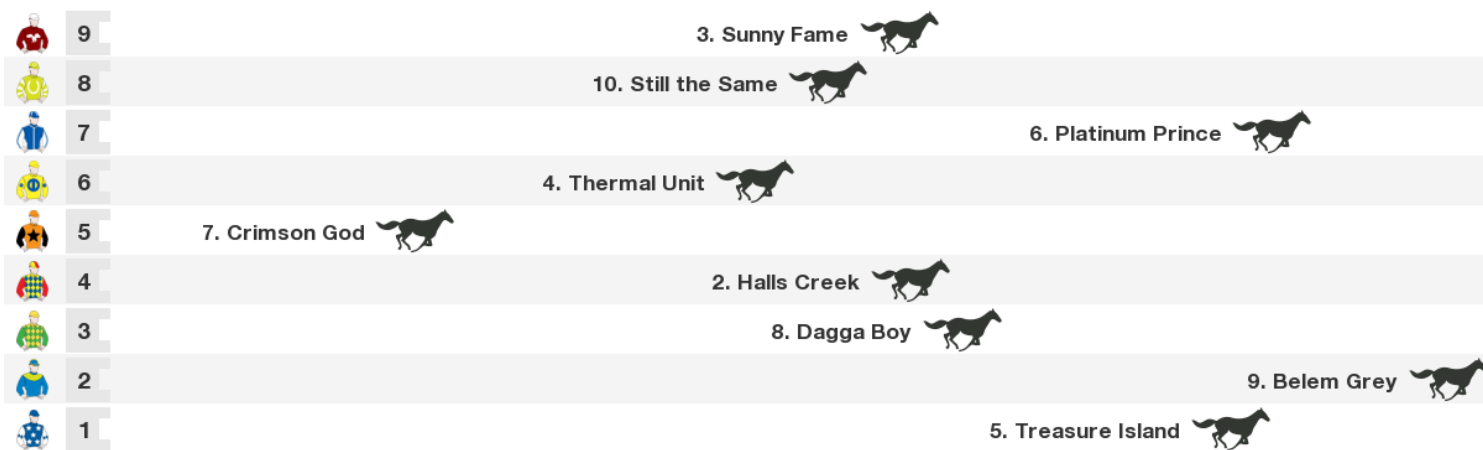 9 3. Sunny Fame
8 10. Still the Same
7 6. Platinum Prince
6 4. Thermal Unit
5 7. Crimson God
4 2. Halls Creek
3 8. Dagga Boy
2 9. Belem Grey
1 5. Treasure Island